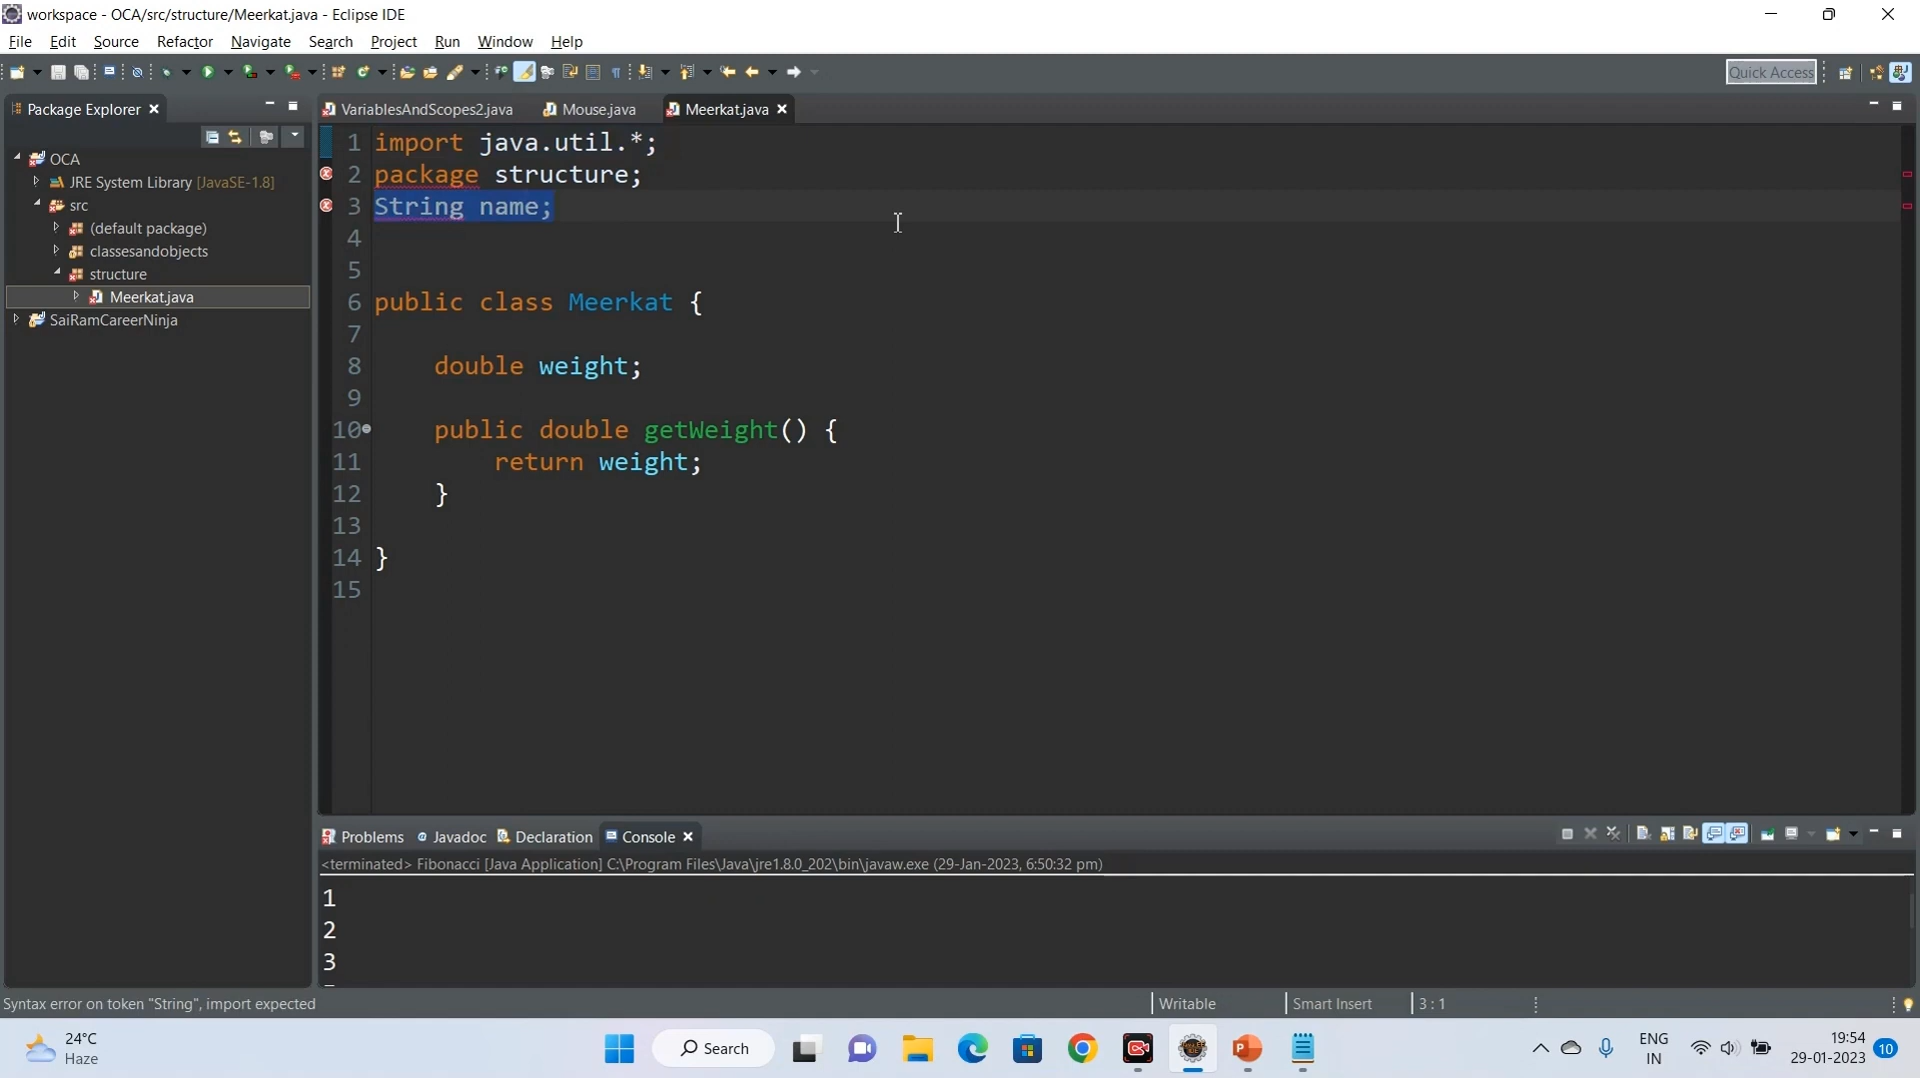 workspace - OCA/src/structure/Meerkat.java - Eclipse IDE
File Edit Source Refactor Navigate Search Project Run Window Help
Quick Access
Package Explorer
VariablesAndScopes2.java Mouse.java Meerkat.java
OCA
JRE System Library [JavaSE-1.8]
src
(default package)
classesandobjects
structure
Meerkat.java
SaiRamCareerNinja
1 import java.util.*;
2 package structure;
3 String name;
4
5
6 public class Meerkat {
7
8 double weight;
9
10 public double getWeight() {
11 return weight;
12 }
13
14 }
15
Problems Javadoc Declaration Console
<terminated> Fibonacci [Java Application] C:\Program Files\Java\jre1.8.0_202\bin\javaw.exe (29-Jan-2023, 6:50:32 pm)
1
2
3
Syntax error on token "String", import expected Writable Smart Insert 3 : 1
24°C
Haze
Search
ENG
IN
19:54
29-01-2023
10